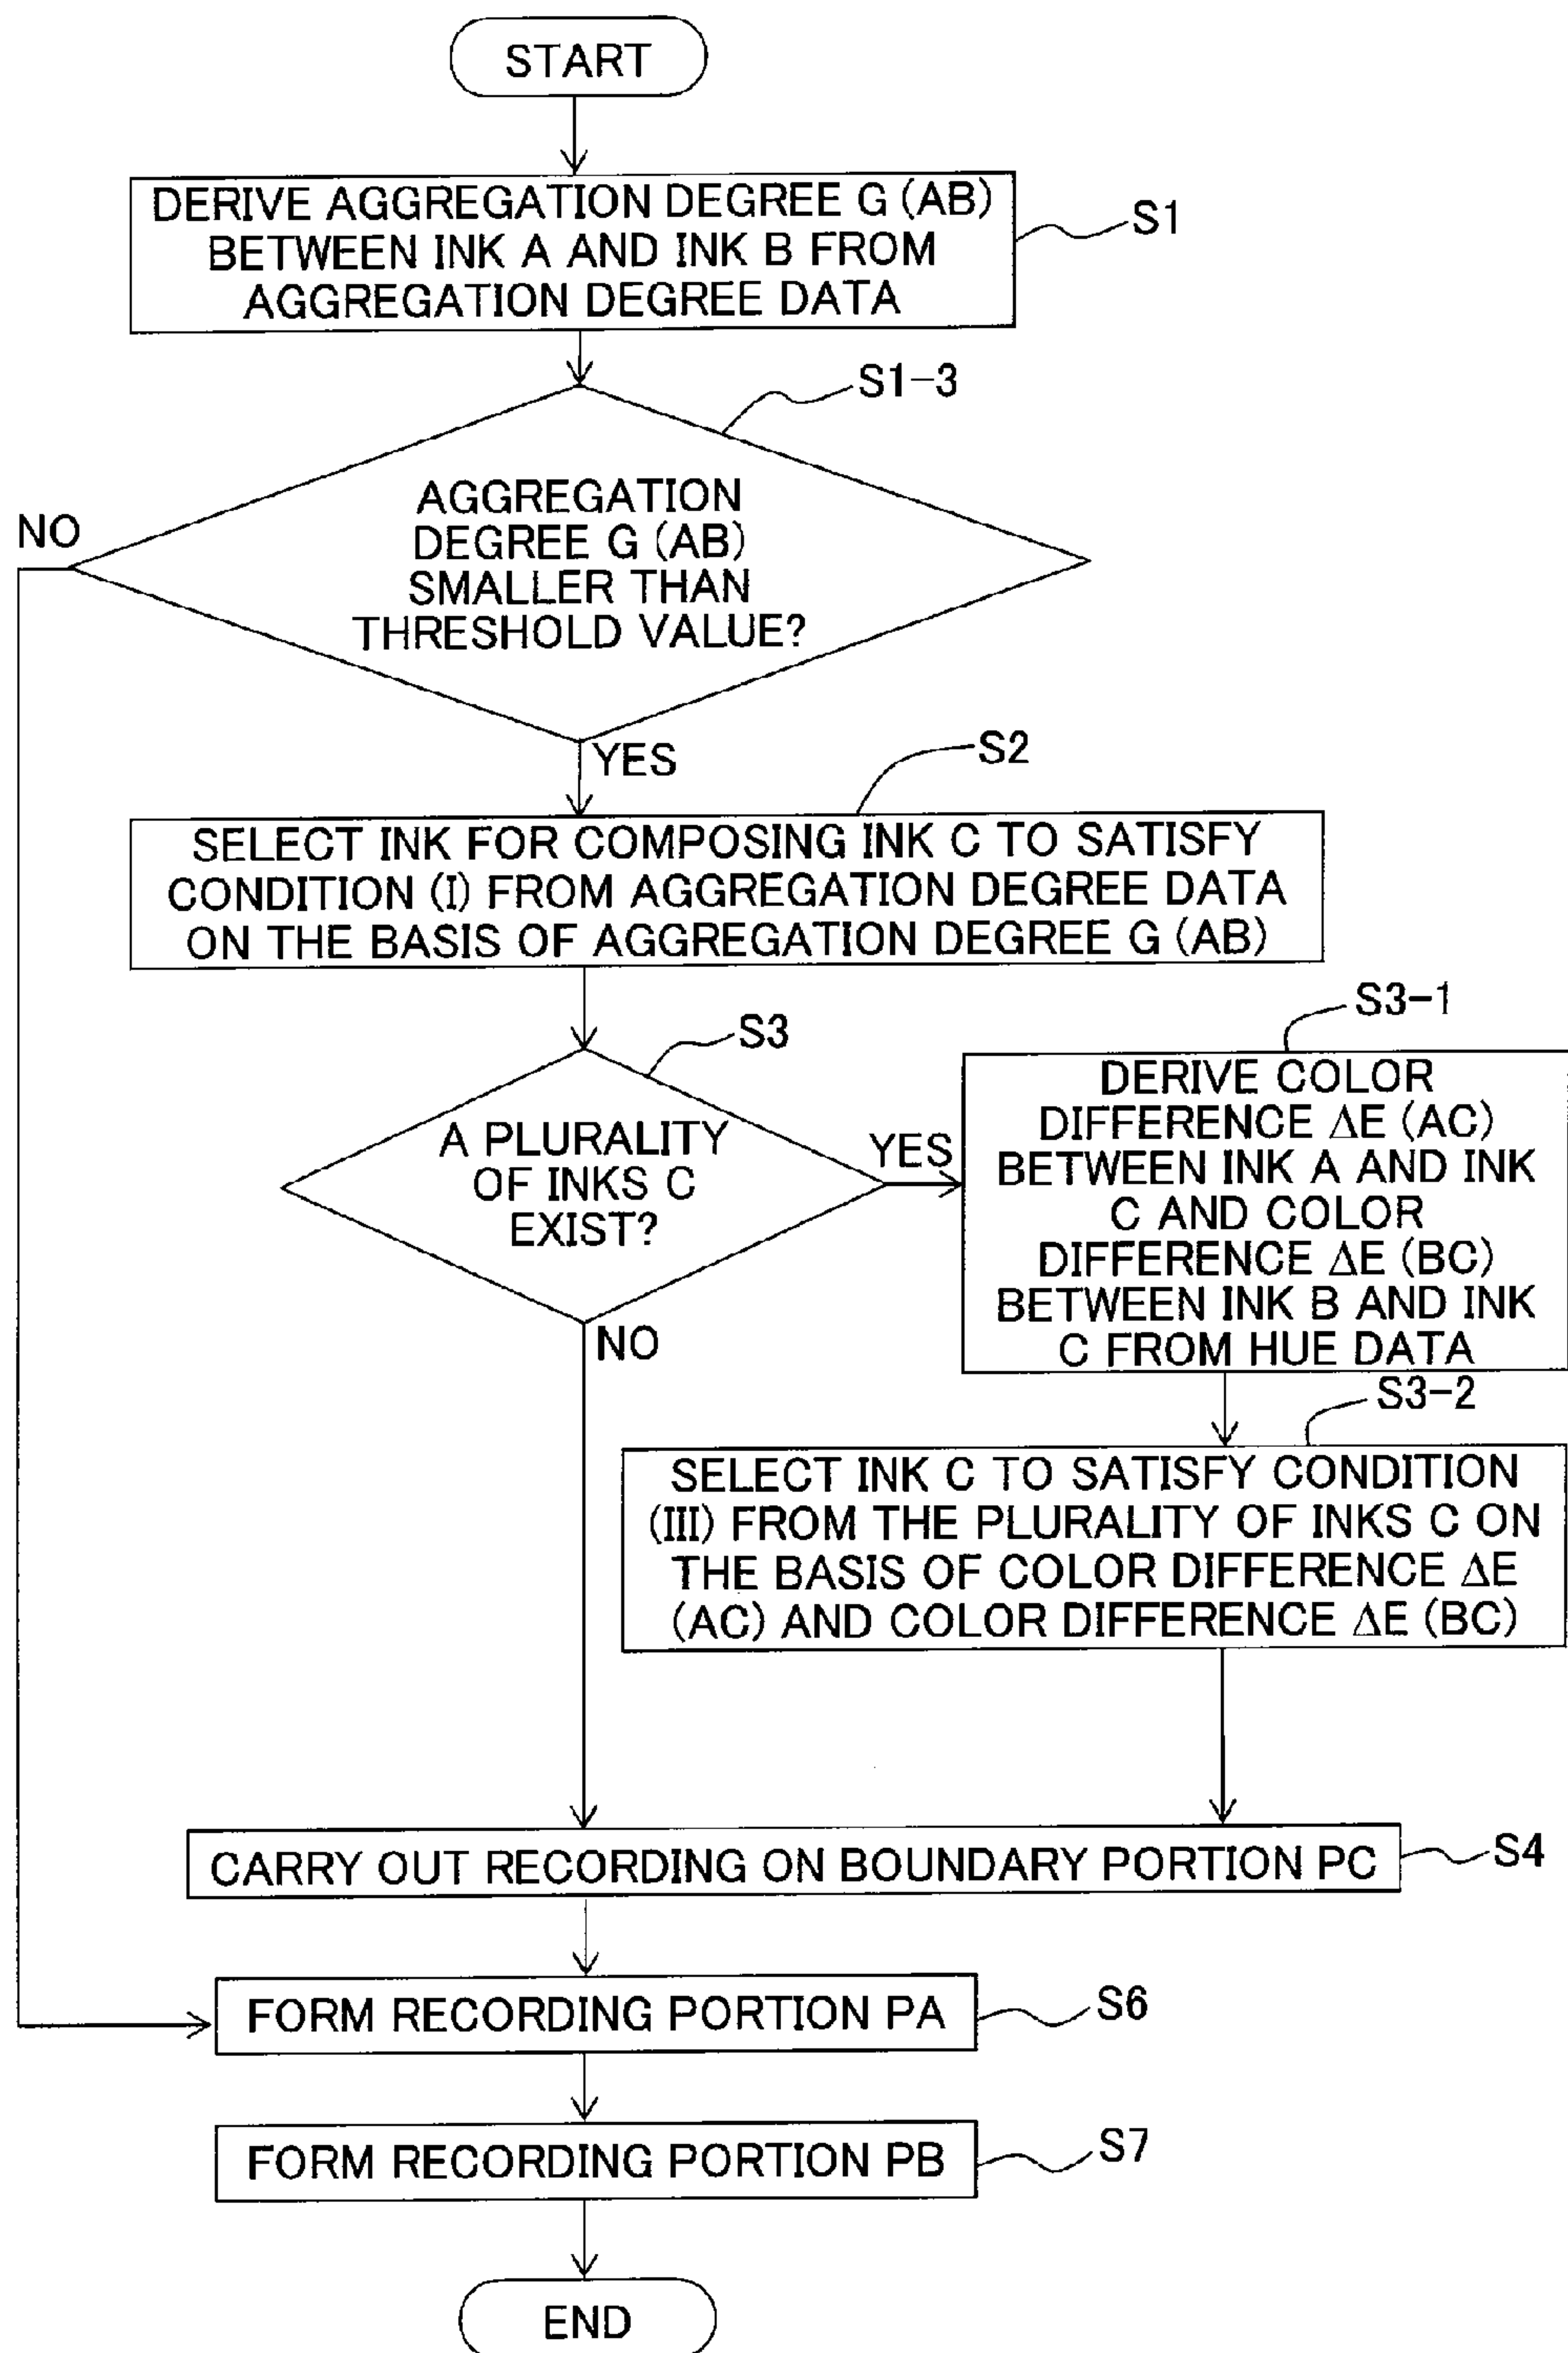 START
DERIVE AGGREGATION DEGREE G (AB)
BETWEEN INK A AND INK B FROM
AGGREGATION DEGREE DATA
S1
S1-3
AGGREGATION
DEGREE G (AB)
SMALLER THAN
THRESHOLD VALUE?
NO
YES
S2
SELECT INK FOR COMPOSING INK C TO SATISFY
CONDITION (I) FROM AGGREGATION DEGREE DATA
ON THE BASIS OF AGGREGATION DEGREE G (AB)
S3
A PLURALITY
OF INKS C
EXIST?
YES
NO
S3-1
DERIVE COLOR
DIFFERENCE ΔE (AC)
BETWEEN INK A AND INK
C AND COLOR
DIFFERENCE ΔE (BC)
BETWEEN INK B AND INK
C FROM HUE DATA
S3-2
SELECT INK C TO SATISFY CONDITION
(III) FROM THE PLURALITY OF INKS C ON
THE BASIS OF COLOR DIFFERENCE ΔE
(AC) AND COLOR DIFFERENCE ΔE (BC)
CARRY OUT RECORDING ON BOUNDARY PORTION PC
S4
FORM RECORDING PORTION PA
S6
FORM RECORDING PORTION PB
S7
END